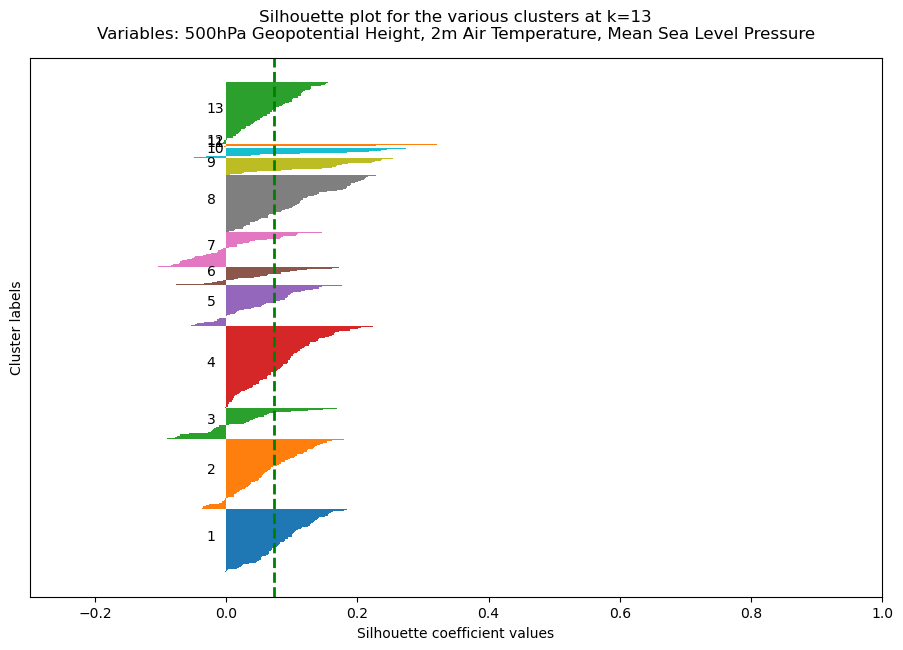 Silhouette plot for the various clusters at k=13
Variables: 500hPa Geopotential Height, 2m Air Temperature, Mean Sea Level Pressure
Cluster labels
13
12
11
10
9
8
7
6
5
4
3
2
1
−0.2 0.0 0.2 0.4 0.6 0.8 1.0
Silhouette coefficient values